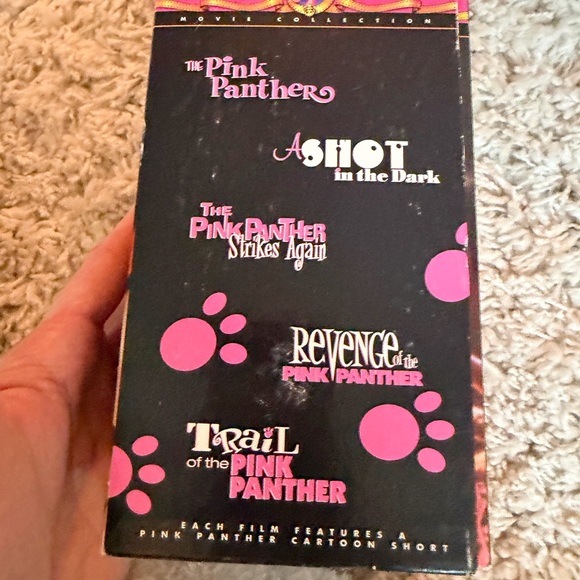 MOVIE COLLECTION
THE Pink
Panther
A SHOT
in the Dark
THE
PINK PANTHER
Strikes Again
REVENGE of the
PINK PANTHER
TRaiL
of the PINK
PANTHER
EACH FILM FEATURES A
PINK PANTHER CARTOON SHORT